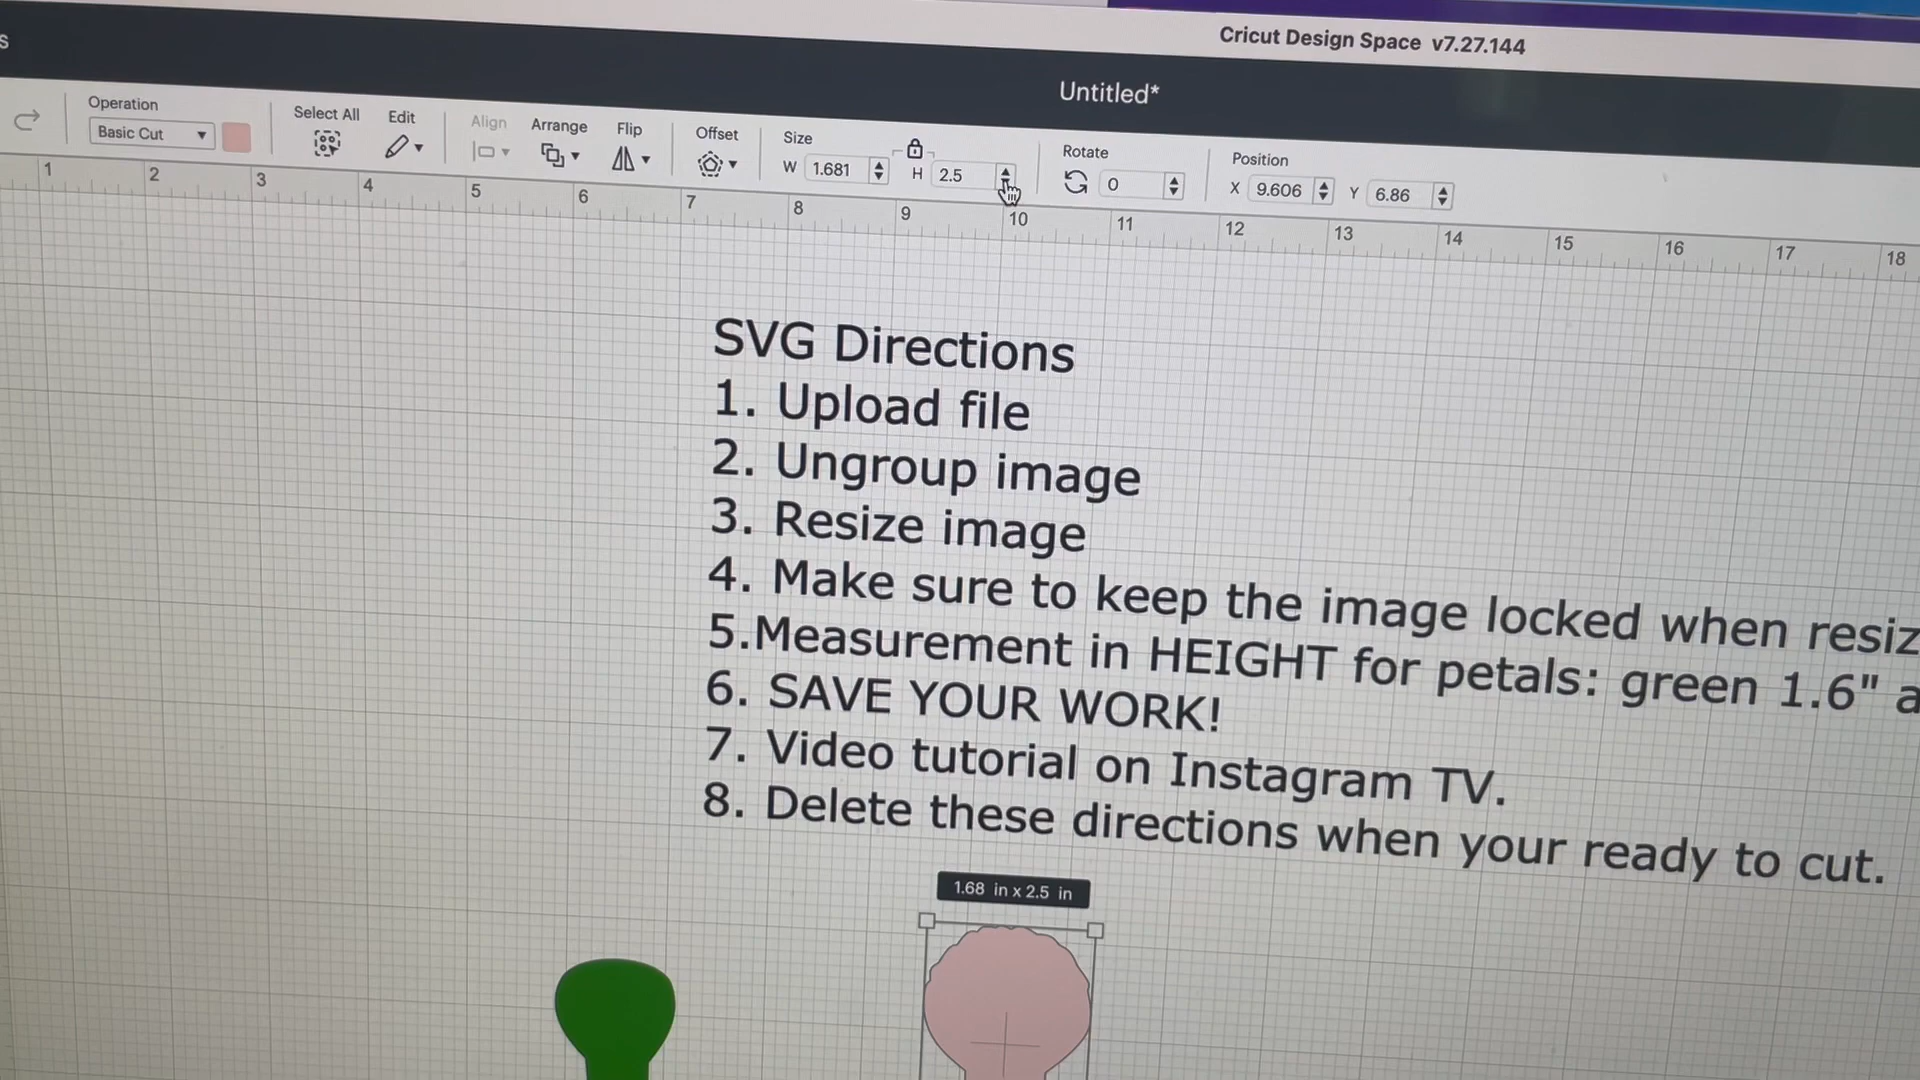 Cricut Design Space v7.27.144
Untitled*
Operation
Basic Cut
Select All
Edit
Align
Arrange
Flip
Offset
Size
W 1.681
H 2.5
Rotate
0
Position
X 9.606
Y 6.86
1 2 3 4 5 6 7 8 9 10 11 12 13 14 15 16 17 18
SVG Directions
1. Upload file
2. Ungroup image
3. Resize image
4. Make sure to keep the image locked when resiz
5.Measurement in HEIGHT for petals: green 1.6" a
6. SAVE YOUR WORK!
7. Video tutorial on Instagram TV.
8. Delete these directions when your ready to cut.
1.68 in x 2.5 in